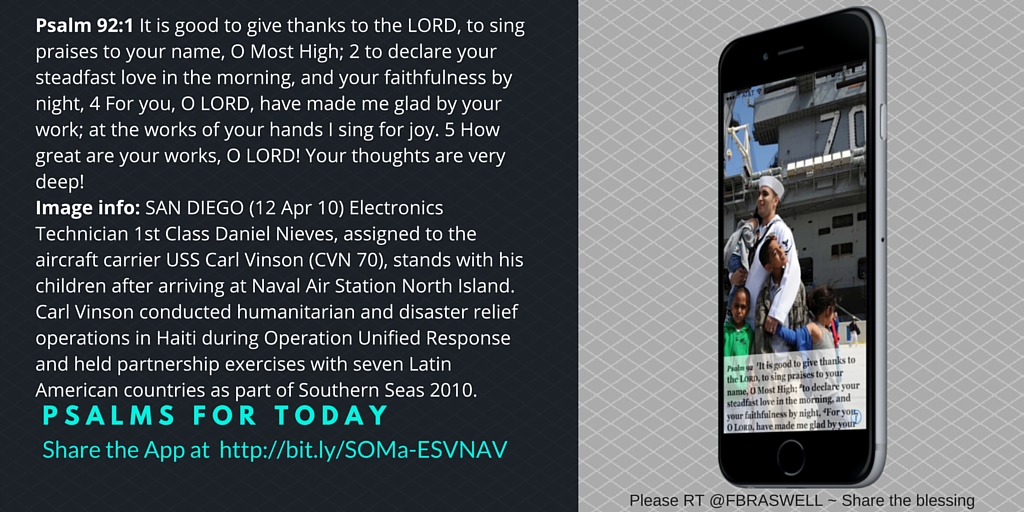 Psalm 92:1 It is good to give thanks to the LORD, to sing
praises to your name, O Most High; 2 to declare your
steadfast love in the morning, and your faithfulness by
night, 4 For you, O LORD, have made me glad by your
work; at the works of your hands I sing for joy. 5 How
great are your works, O LORD! Your thoughts are very
deep!
Image info: SAN DIEGO (12 Apr 10) Electronics
Technician 1st Class Daniel Nieves, assigned to the
aircraft carrier USS Carl Vinson (CVN 70), stands with his
children after arriving at Naval Air Station North Island.
Carl Vinson conducted humanitarian and disaster relief
operations in Haiti during Operation Unified Response
and held partnership exercises with seven Latin
American countries as part of Southern Seas 2010.
PSALMS FOR TODAY
Share the App at http://bit.ly/SOMa-ESVNAV
70
Psalm 92 ¹It is good to give thanks to
the LORD, to sing praises to your
name, O Most High; ²to declare your
steadfast love in the morning, and
your faithfulness by night, ⁴For you,
O LORD, have made me glad by your
Please RT @FBRASWELL ~ Share the blessing